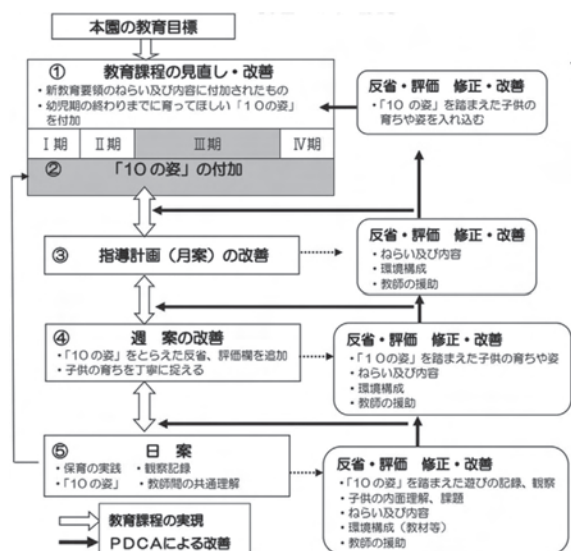 本園の教育目標
① 教育課程の見直し・改善
・新教育要領のねらい及び内容に付加されたもの
・幼児期の終わりまでに育ってほしい「10の姿」
を付加
Ⅰ期 Ⅱ期 Ⅲ期 Ⅳ期
② 「10の姿」の付加
反省・評価 修正・改善
・「10の姿」を踏まえた子供の
育ちや姿を入れ込む
③ 指導計画（月案）の改善
反省・評価 修正・改善
・ねらい及び内容
・環境構成
・教師の援助
④ 週案の改善
・「10の姿」をとらえた反省、評価欄を追加
・子供の育ちを丁寧に捉える
反省・評価 修正・改善
・「10の姿」を踏まえた子供の育ちや姿
・ねらい及び内容
・環境構成
・教師の援助
⑤ 日案
・保育の実践 ・観察記録
・「10の姿」 ・教師間の共通理解
反省・評価 修正・改善
・「10の姿」を踏まえた遊びの記録、観察
・子供の内面理解、課題
・ねらい及び内容
・環境構成（教材等）
・教師の援助
教育課程の実現
PDCAによる改善